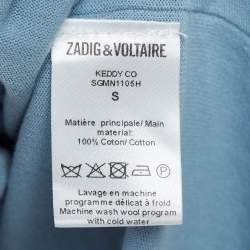 ZADIG & VOLTAIRE
KEDDY CO
SGMN1105H
S
Matière principale/ Main
material:
100% Coton/ Cotton
Lavage en machine
programme délicat à froid
Machine wash wool program
with cold water